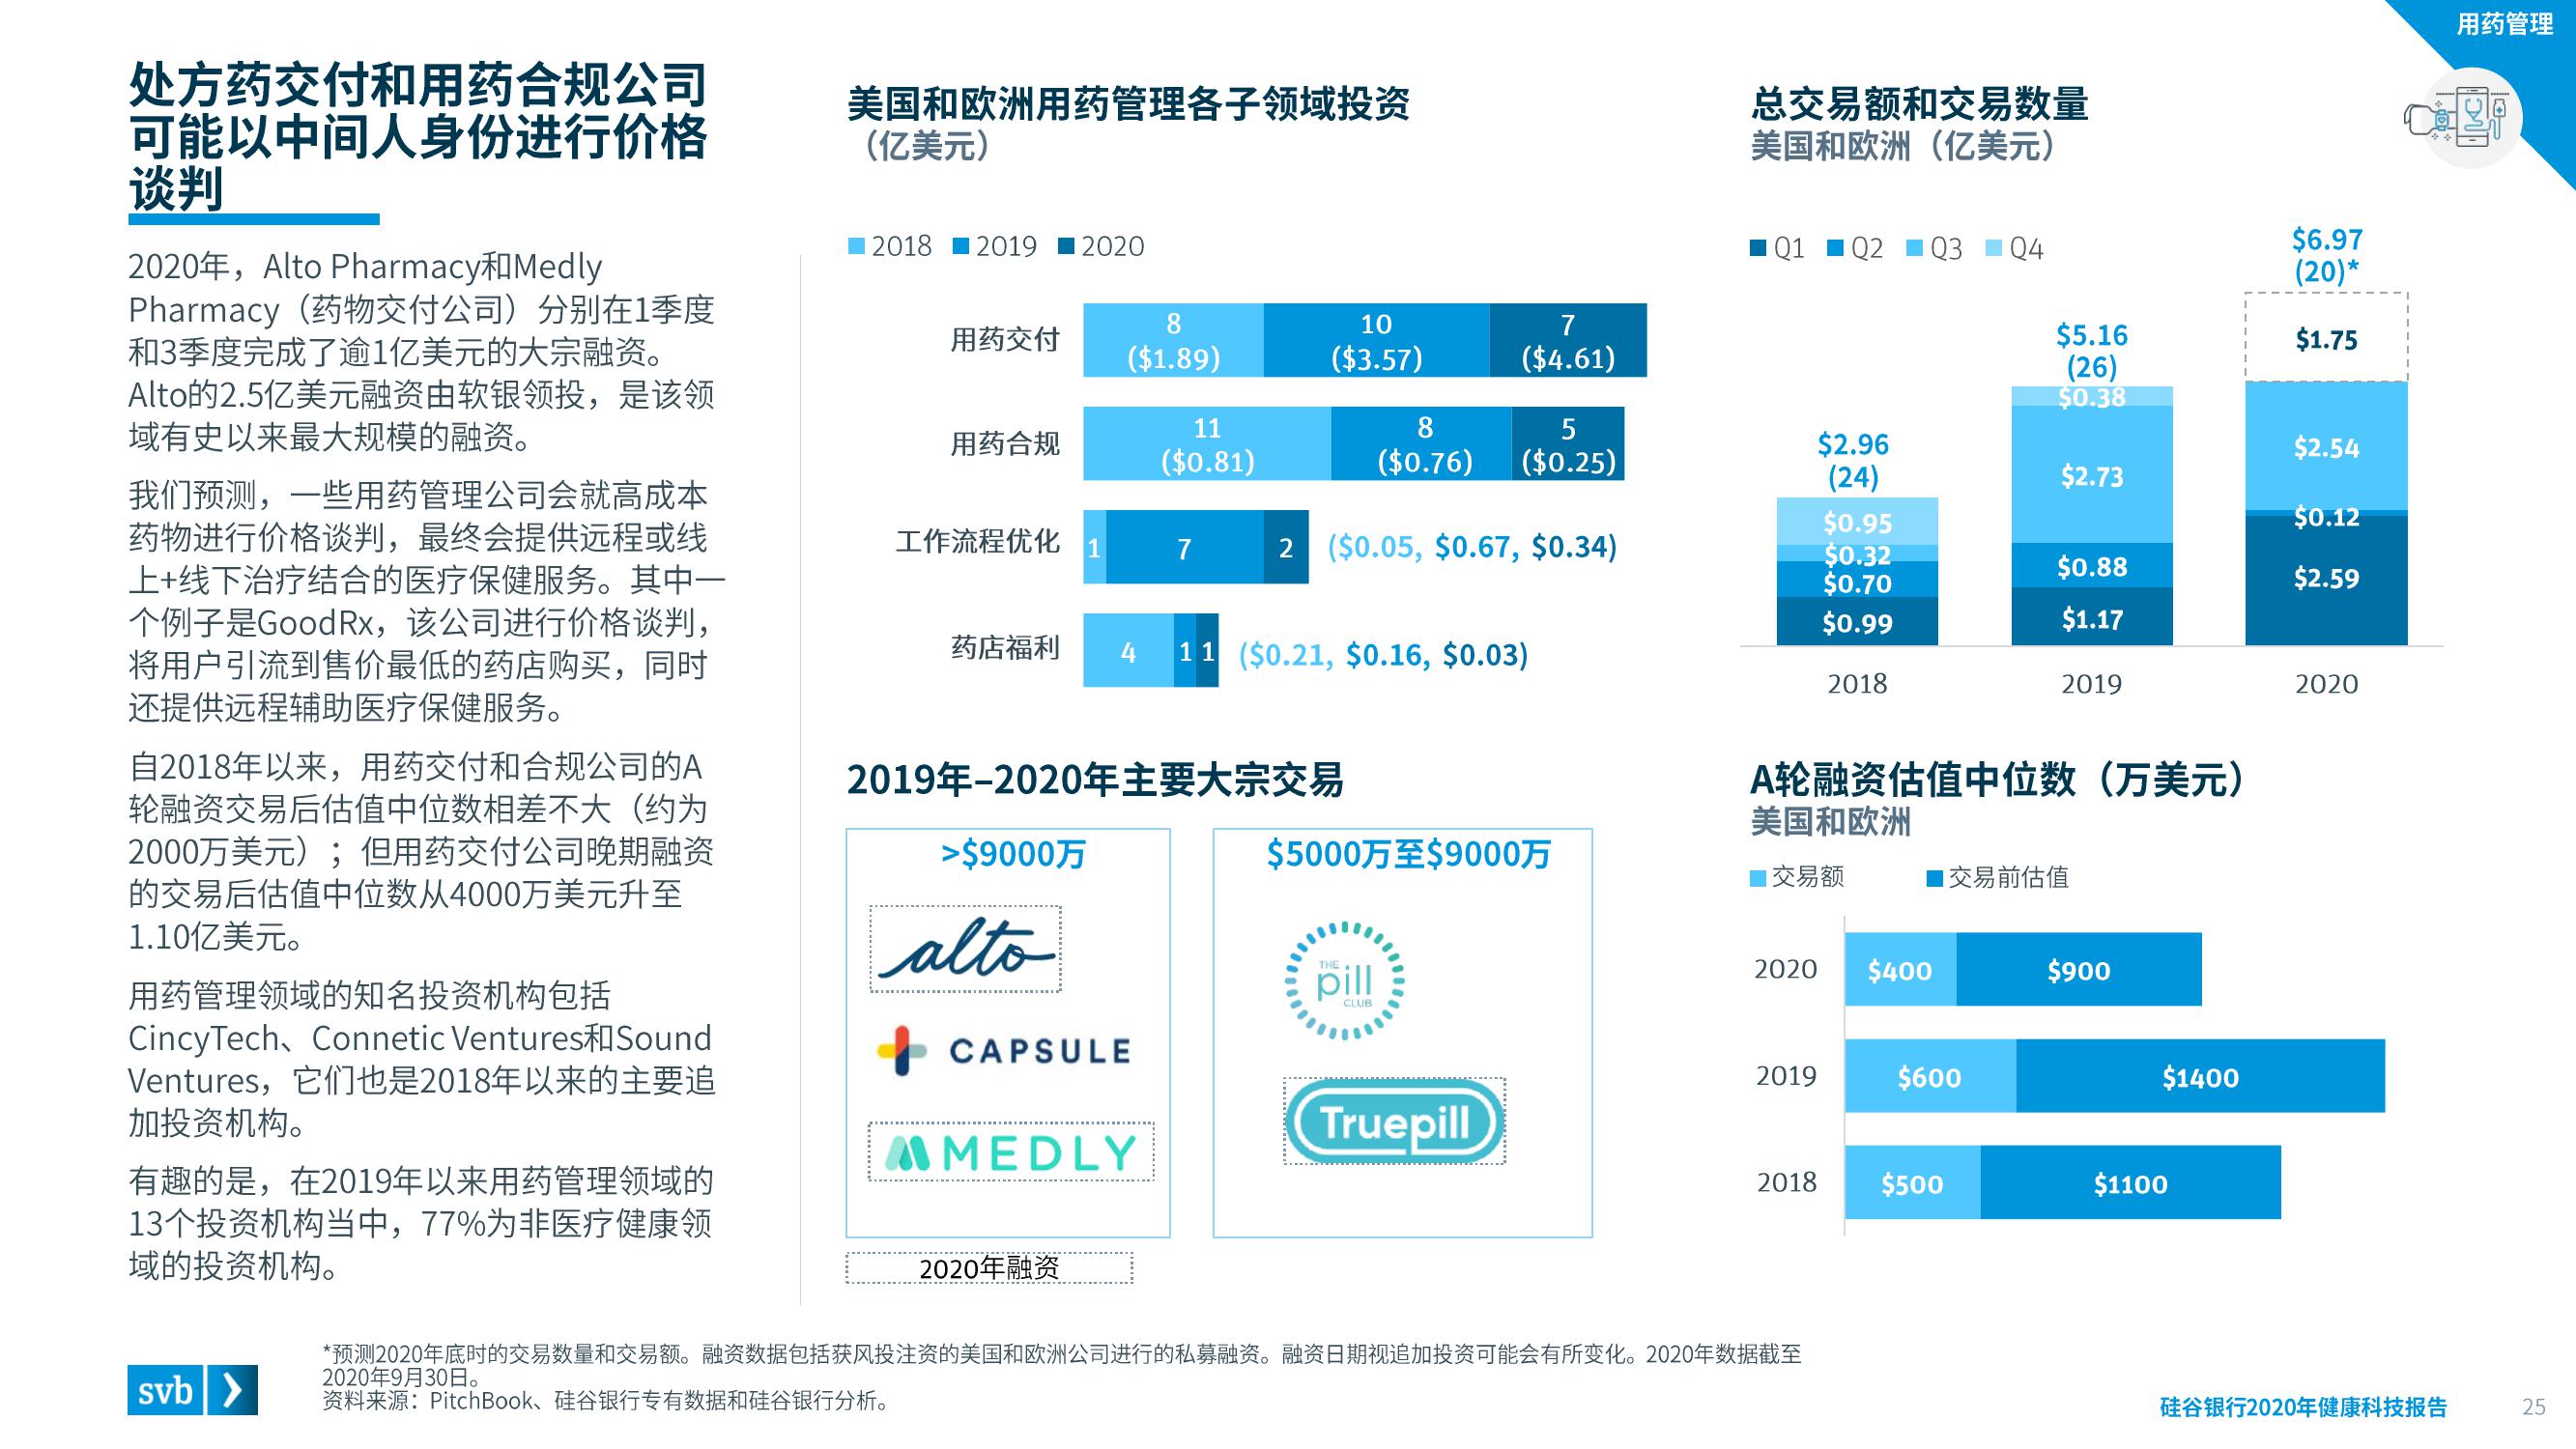 用药管理
处方药交付和用药合规公司
可能以中间人身份进行价格
谈判
2020年，Alto Pharmacy和Medly
Pharmacy（药物交付公司）分别在1季度
和3季度完成了逾1亿美元的大宗融资。
Alto的2.5亿美元融资由软银领投，是该领
域有史以来最大规模的融资。
我们预测，一些用药管理公司会就高成本
药物进行价格谈判，最终会提供远程或线
上+线下治疗结合的医疗保健服务。其中一
个例子是GoodRx，该公司进行价格谈判，
将用户引流到售价最低的药店购买，同时
还提供远程辅助医疗保健服务。
自2018年以来，用药交付和合规公司的A
轮融资交易后估值中位数相差不大（约为
2000万美元）；但用药交付公司晚期融资
的交易后估值中位数从4000万美元升至
1.10亿美元。
用药管理领域的知名投资机构包括
CincyTech、Connetic Ventures和Sound
Ventures，它们也是2018年以来的主要追
加投资机构。
有趣的是，在2019年以来用药管理领域的
13个投资机构当中，77%为非医疗健康领
域的投资机构。
美国和欧洲用药管理各子领域投资
（亿美元）
2018 2019 2020
用药交付 8 10 7
($1.89) ($3.57) ($4.61)
用药合规 11 8 5
($0.81) ($0.76) ($0.25)
工作流程优化 1 7 2 ($0.05, $0.67, $0.34)
药店福利 4 1 1 ($0.21, $0.16, $0.03)
总交易额和交易数量
美国和欧洲（亿美元）
Q1 Q2 Q3 Q4
$2.96
(24)
$0.95
$0.32
$0.70
$0.99
$5.16
(26)
$0.38
$2.73
$0.88
$1.17
$6.97
(20)*
$1.75
$2.54
$0.12
$2.59
2018 2019 2020
2019年–2020年主要大宗交易
>$9000万
alto
CAPSULE
MEDLY
$5000万至$9000万
THE
pill
CLUB
Truepill
2020年融资
A轮融资估值中位数（万美元）
美国和欧洲
交易额 交易前估值
2020 $400 $900
2019 $600 $1400
2018 $500 $1100
*预测2020年底时的交易数量和交易额。融资数据包括获风投注资的美国和欧洲公司进行的私募融资。融资日期视追加投资可能会有所变化。2020年数据截至
2020年9月30日。
资料来源：PitchBook、硅谷银行专有数据和硅谷银行分析。
svb
硅谷银行2020年健康科技报告 25